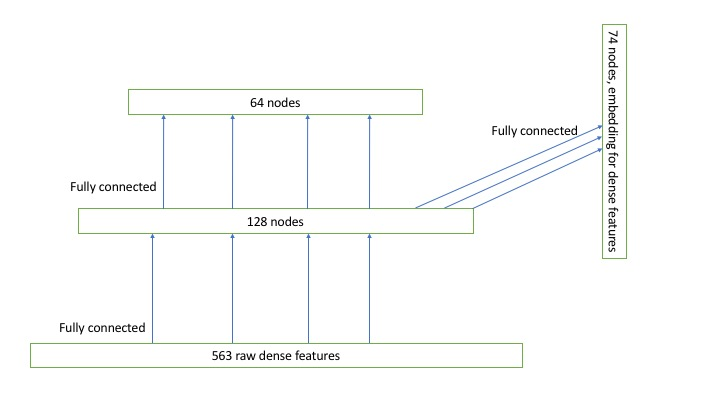 64 nodes
Fully connected
74 nodes, embedding for dense features
Fully connected
128 nodes
Fully connected
563 raw dense features